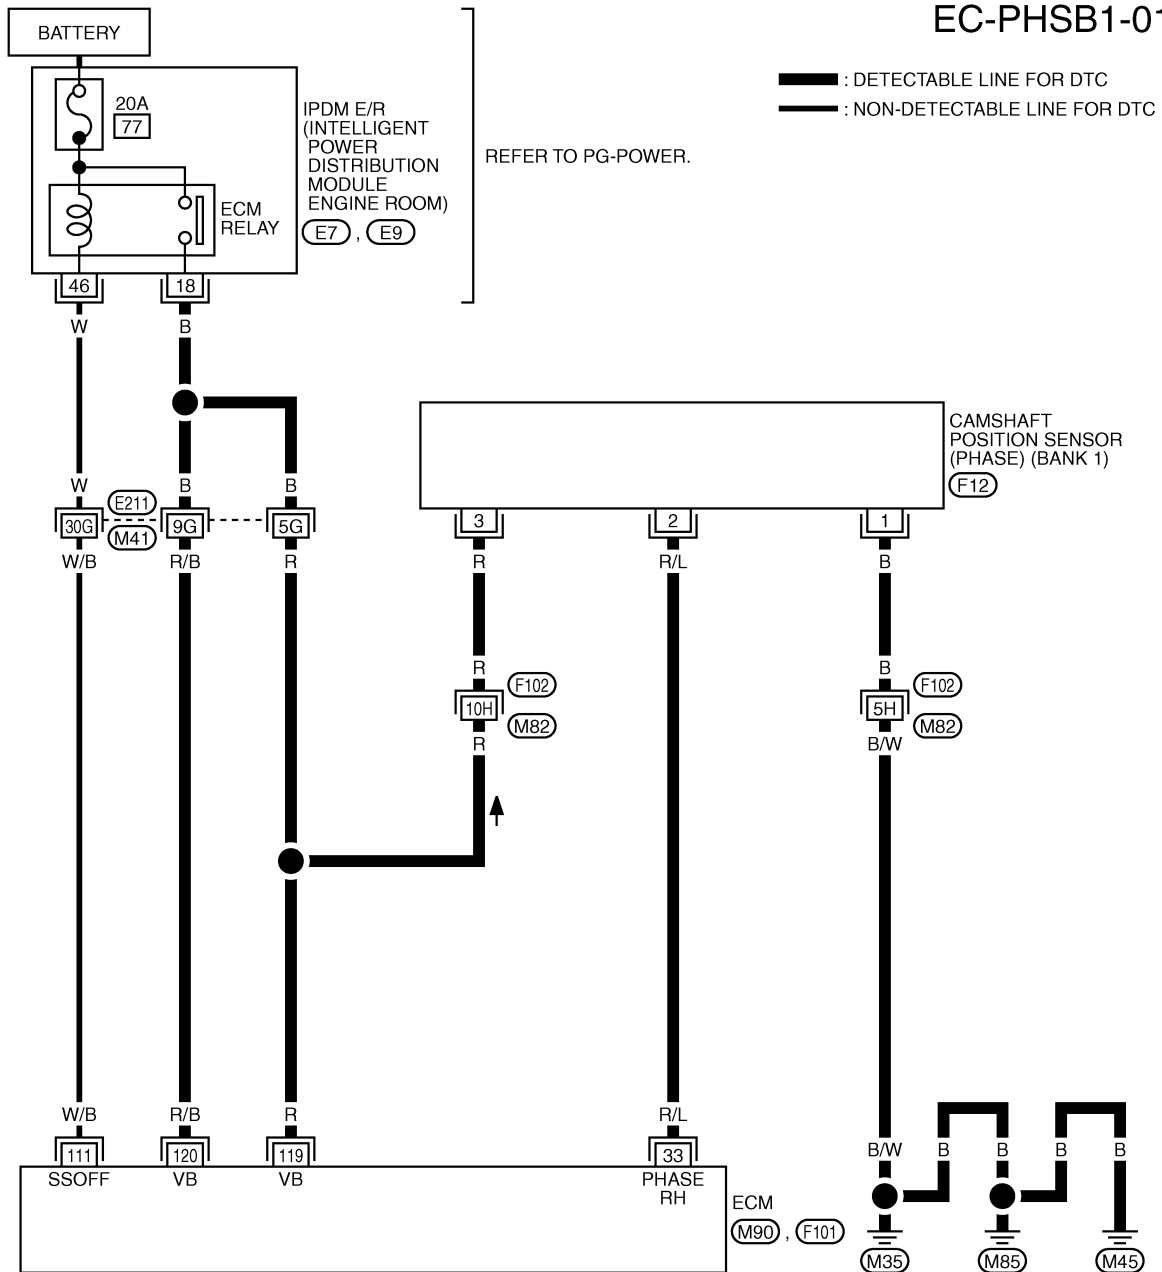 EC-PHSB1-01
BATTERY
: DETECTABLE LINE FOR DTC
: NON-DETECTABLE LINE FOR DTC
20A
77
IPDM E/R
(INTELLIGENT
POWER
DISTRIBUTION
MODULE
ENGINE ROOM)
E7 , E9
REFER TO PG-POWER.
ECM
RELAY
46 18
W B
CAMSHAFT
POSITION SENSOR
(PHASE) (BANK 1)
F12
W B B
E211
30G 9G 5G
M41
3 2 1
W/B R/B R R R/L B
R B
F102 F102
10H 5H
M82 M82
R B/W
W/B R/B R R/L
B/W B B B B
111 120 119 33
SSOFF VB VB PHASE
RH
ECM
M90 , F101
M35 M85 M45